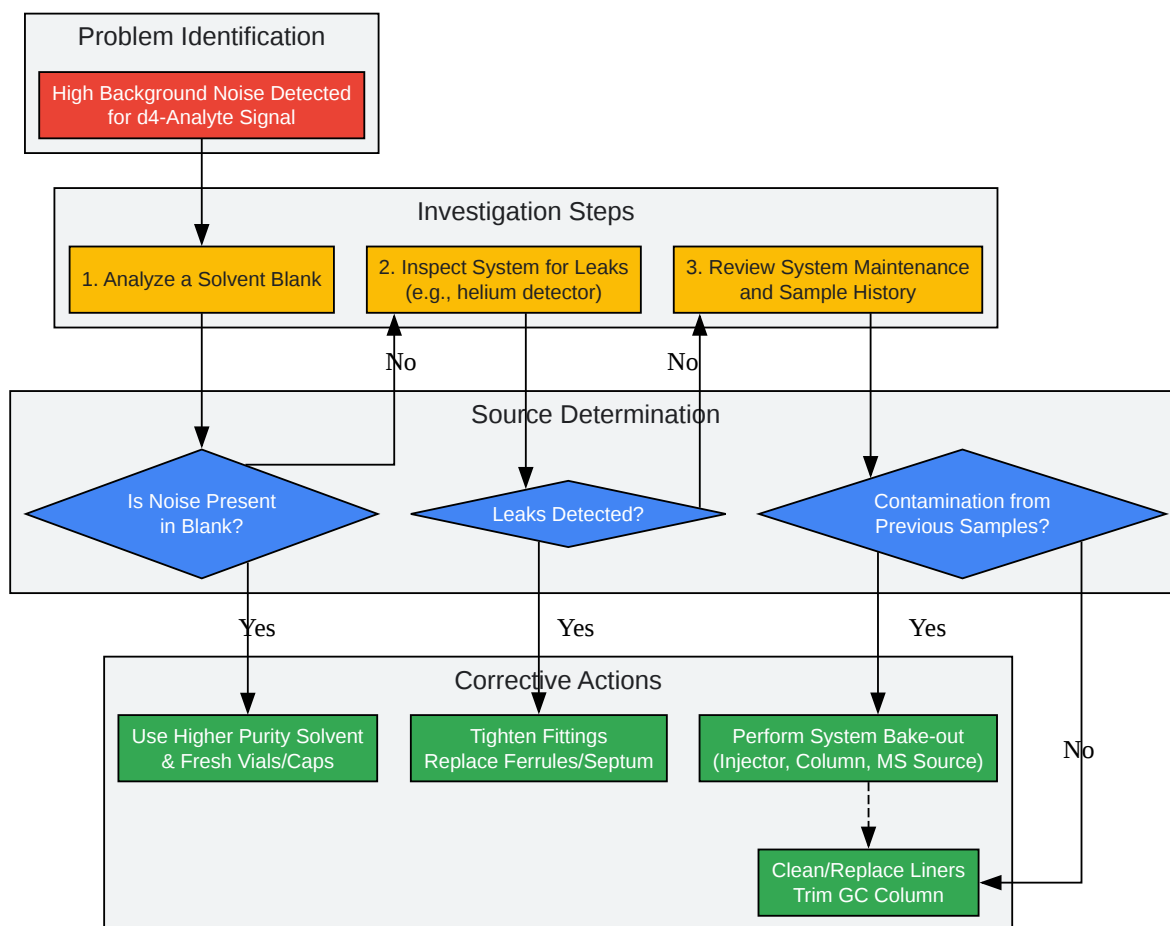 Problem Identification
High Background Noise Detected
for d4-Analyte Signal
Investigation Steps
1. Analyze a Solvent Blank
2. Inspect System for Leaks
(e.g., helium detector)
3. Review System Maintenance
and Sample History
No
No
Source Determination
Is Noise Present
in Blank?
Leaks Detected?
Contamination from
Previous Samples?
Yes
Yes
Yes
Corrective Actions
Use Higher Purity Solvent
& Fresh Vials/Caps
Tighten Fittings
Replace Ferrules/Septum
Perform System Bake-out
(Injector, Column, MS Source)
No
Clean/Replace Liners
Trim GC Column